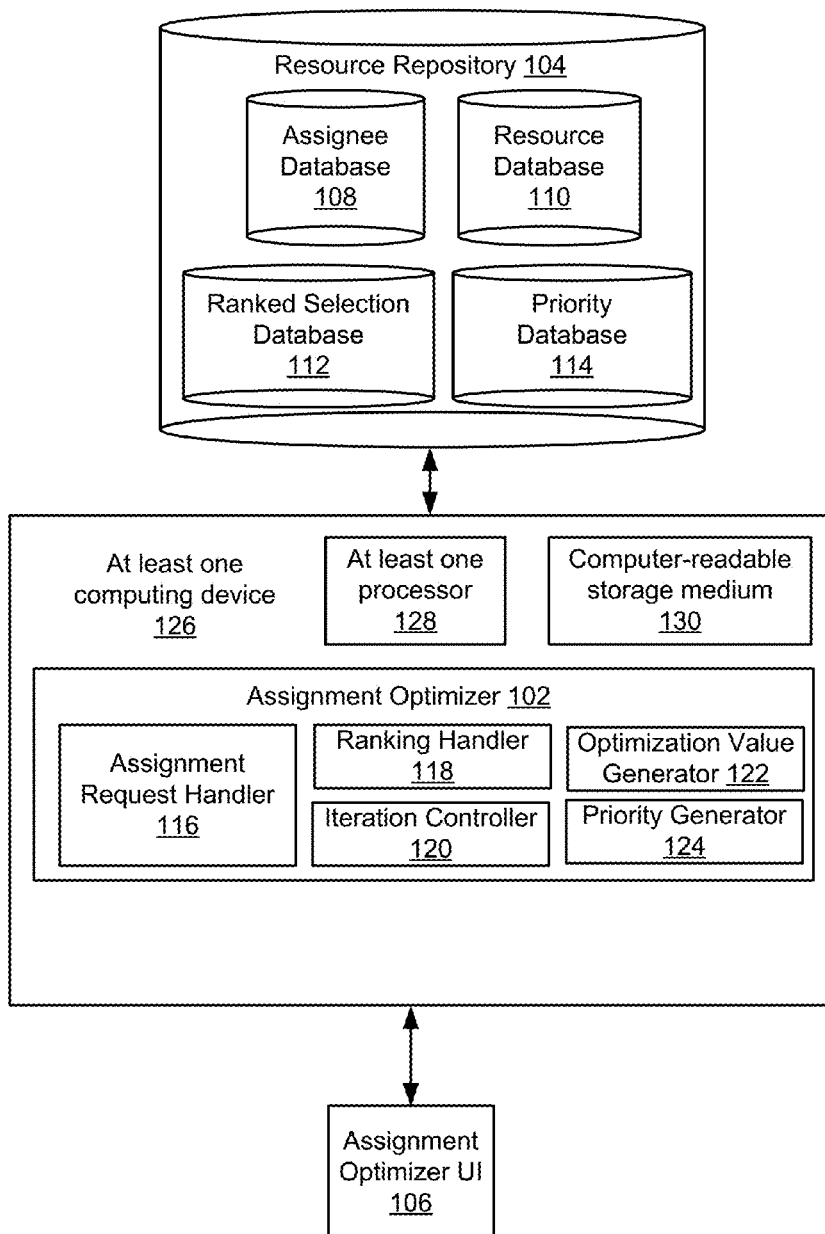 Resource Repository 104
Assignee
Database
108
Resource
Database
110
Ranked Selection
Database
112
Priority
Database
114
At least one
computing device
126
At least one
processor
128
Computer-readable
storage medium
130
Assignment Optimizer 102
Assignment
Request Handler
116
Ranking Handler
118
Iteration Controller
120
Optimization Value
Generator 122
Priority Generator
124
Assignment
Optimizer UI
106